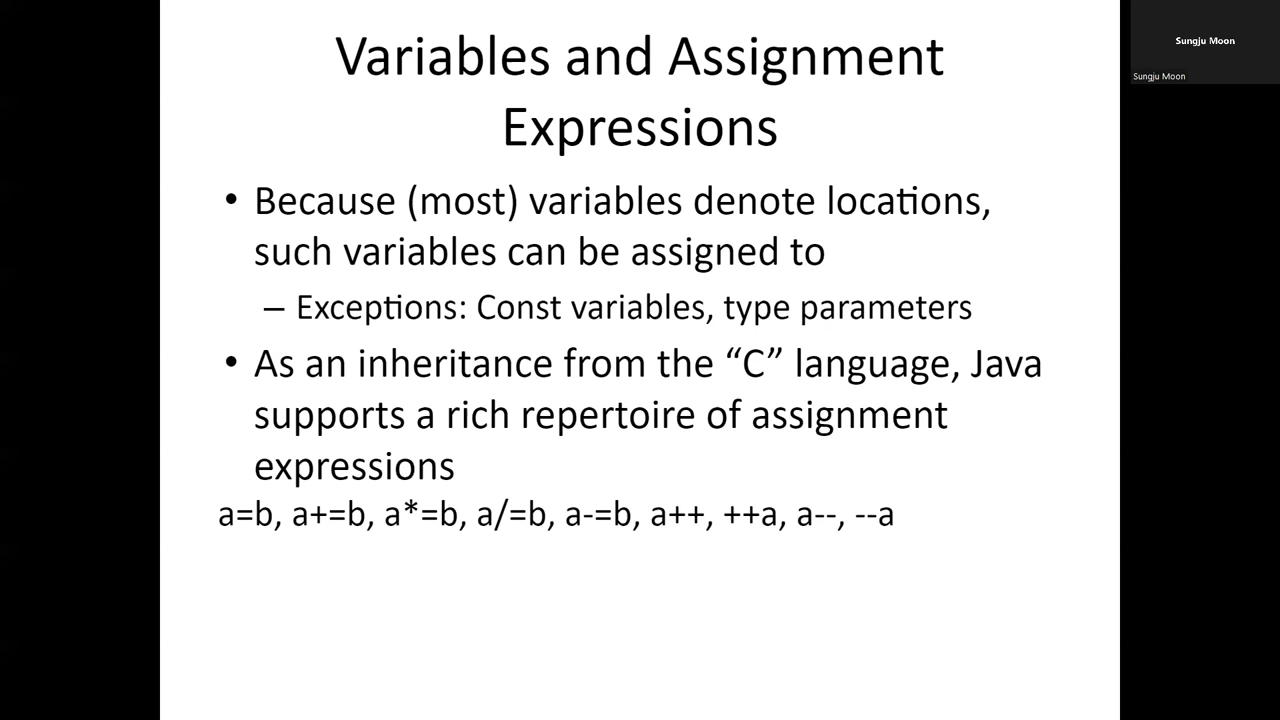 Variables and Assignment
Expressions
• Because (most) variables denote locations,
such variables can be assigned to
– Exceptions: Const variables, type parameters
• As an inheritance from the “C” language, Java
supports a rich repertoire of assignment
expressions
a=b, a+=b, a*=b, a/=b, a-=b, a++, ++a, a--, --a
Sungju Moon
Sungju Moon